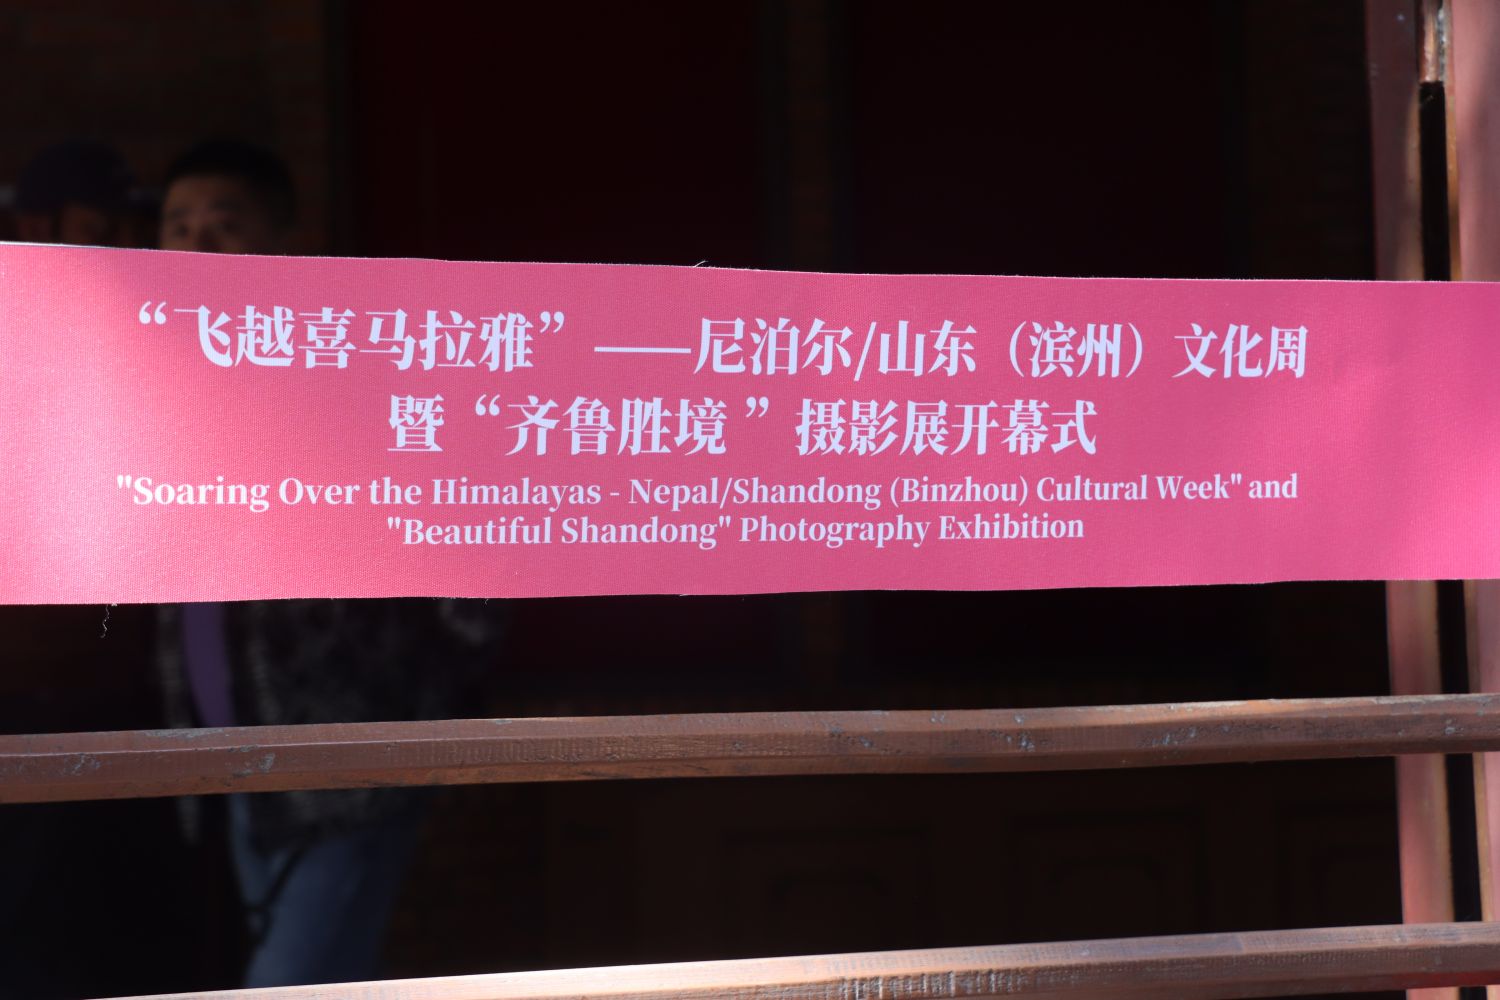 “飞越喜马拉雅”——尼泊尔/山东（滨州）文化周
暨“齐鲁胜境”摄影展开幕式
"Soaring Over the Himalayas - Nepal/Shandong (Binzhou) Cultural Week" and
"Beautiful Shandong" Photography Exhibition